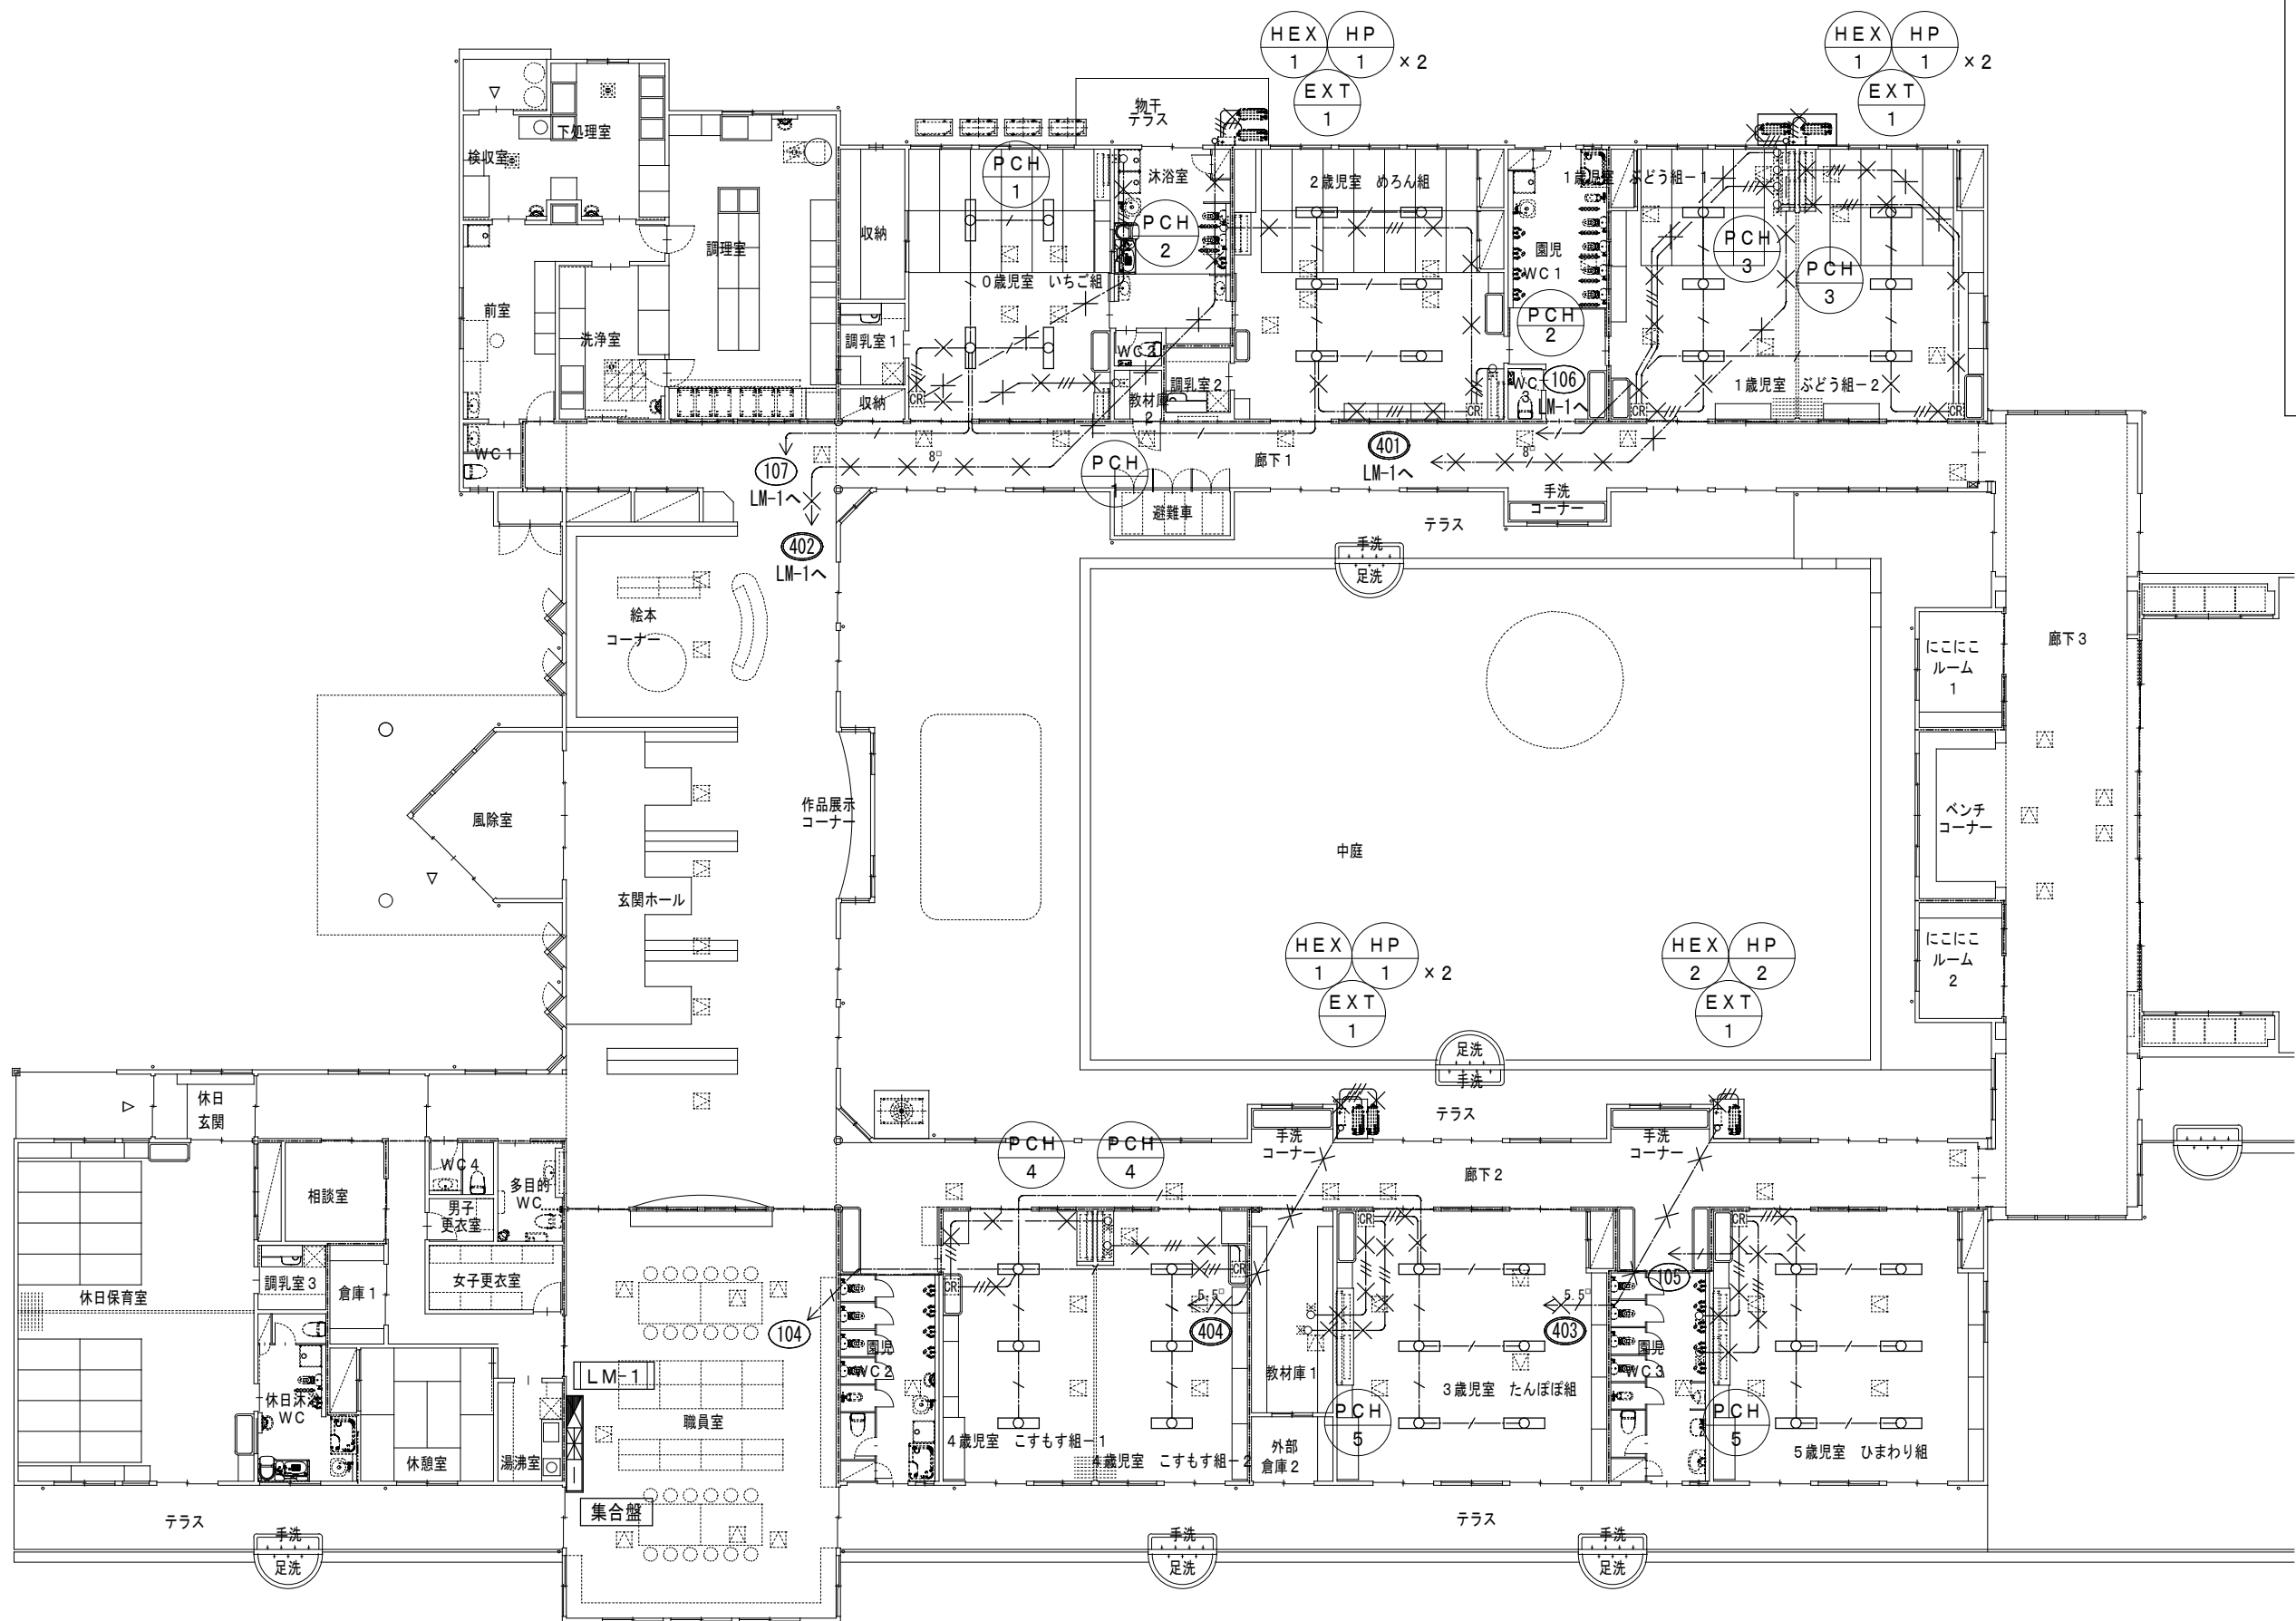 HEX
1
HP
1
×2
EXT
1
HEX
1
HP
1
×2
EXT
1
物干
テラス
下処理室
検収室
調理室
前室
洗浄室
WC1
収納
調乳室1
収納
PCH
1
0歳児室 いちご組
CR
沐浴室
PCH
2
WC2
教材庫
2
調乳室2
2歳児室 めろん組
CR
園児
WC1
PCH
2
WC
3
106
LM-1へ
1歳児室 ぶどう組-1
PCH
3
PCH
3
1歳児室 ぶどう組-2
CR
CR
107
LM-1へ
8□
402
LM-1へ
PCH
1
廊下1
401
LM-1へ
8□
避難車
手洗
コーナー
テラス
手洗
足洗
絵本
コーナー
風除室
作品展示
コーナー
玄関ホール
中庭
にこにこ
ルーム
1
ベンチ
コーナー
にこにこ
ルーム
2
廊下3
HEX
1
HP
1
×2
EXT
1
HEX
2
HP
2
EXT
1
足洗
手洗
テラス
休日
玄関
手洗
コーナー
手洗
コーナー
廊下2
PCH
4
PCH
4
相談室
WC4
男子
更衣室
多目的
WC
調乳室3
倉庫1
女子更衣室
休日保育室
休日沐浴
WC
休憩室
湯沸室
LM-1
職員室
集合盤
104
園児
WC2
CR
4歳児室 こすもす組-1
4歳児室 こすもす組-2
CR
5.5□
404
教材庫1
外部
倉庫2
CR
PCH
5
3歳児室 たんぽぽ組
5.5□
403
105
園児
WC3
CR
PCH
5
5歳児室 ひまわり組
テラス
手洗
足洗
手洗
足洗
テラス
手洗
足洗